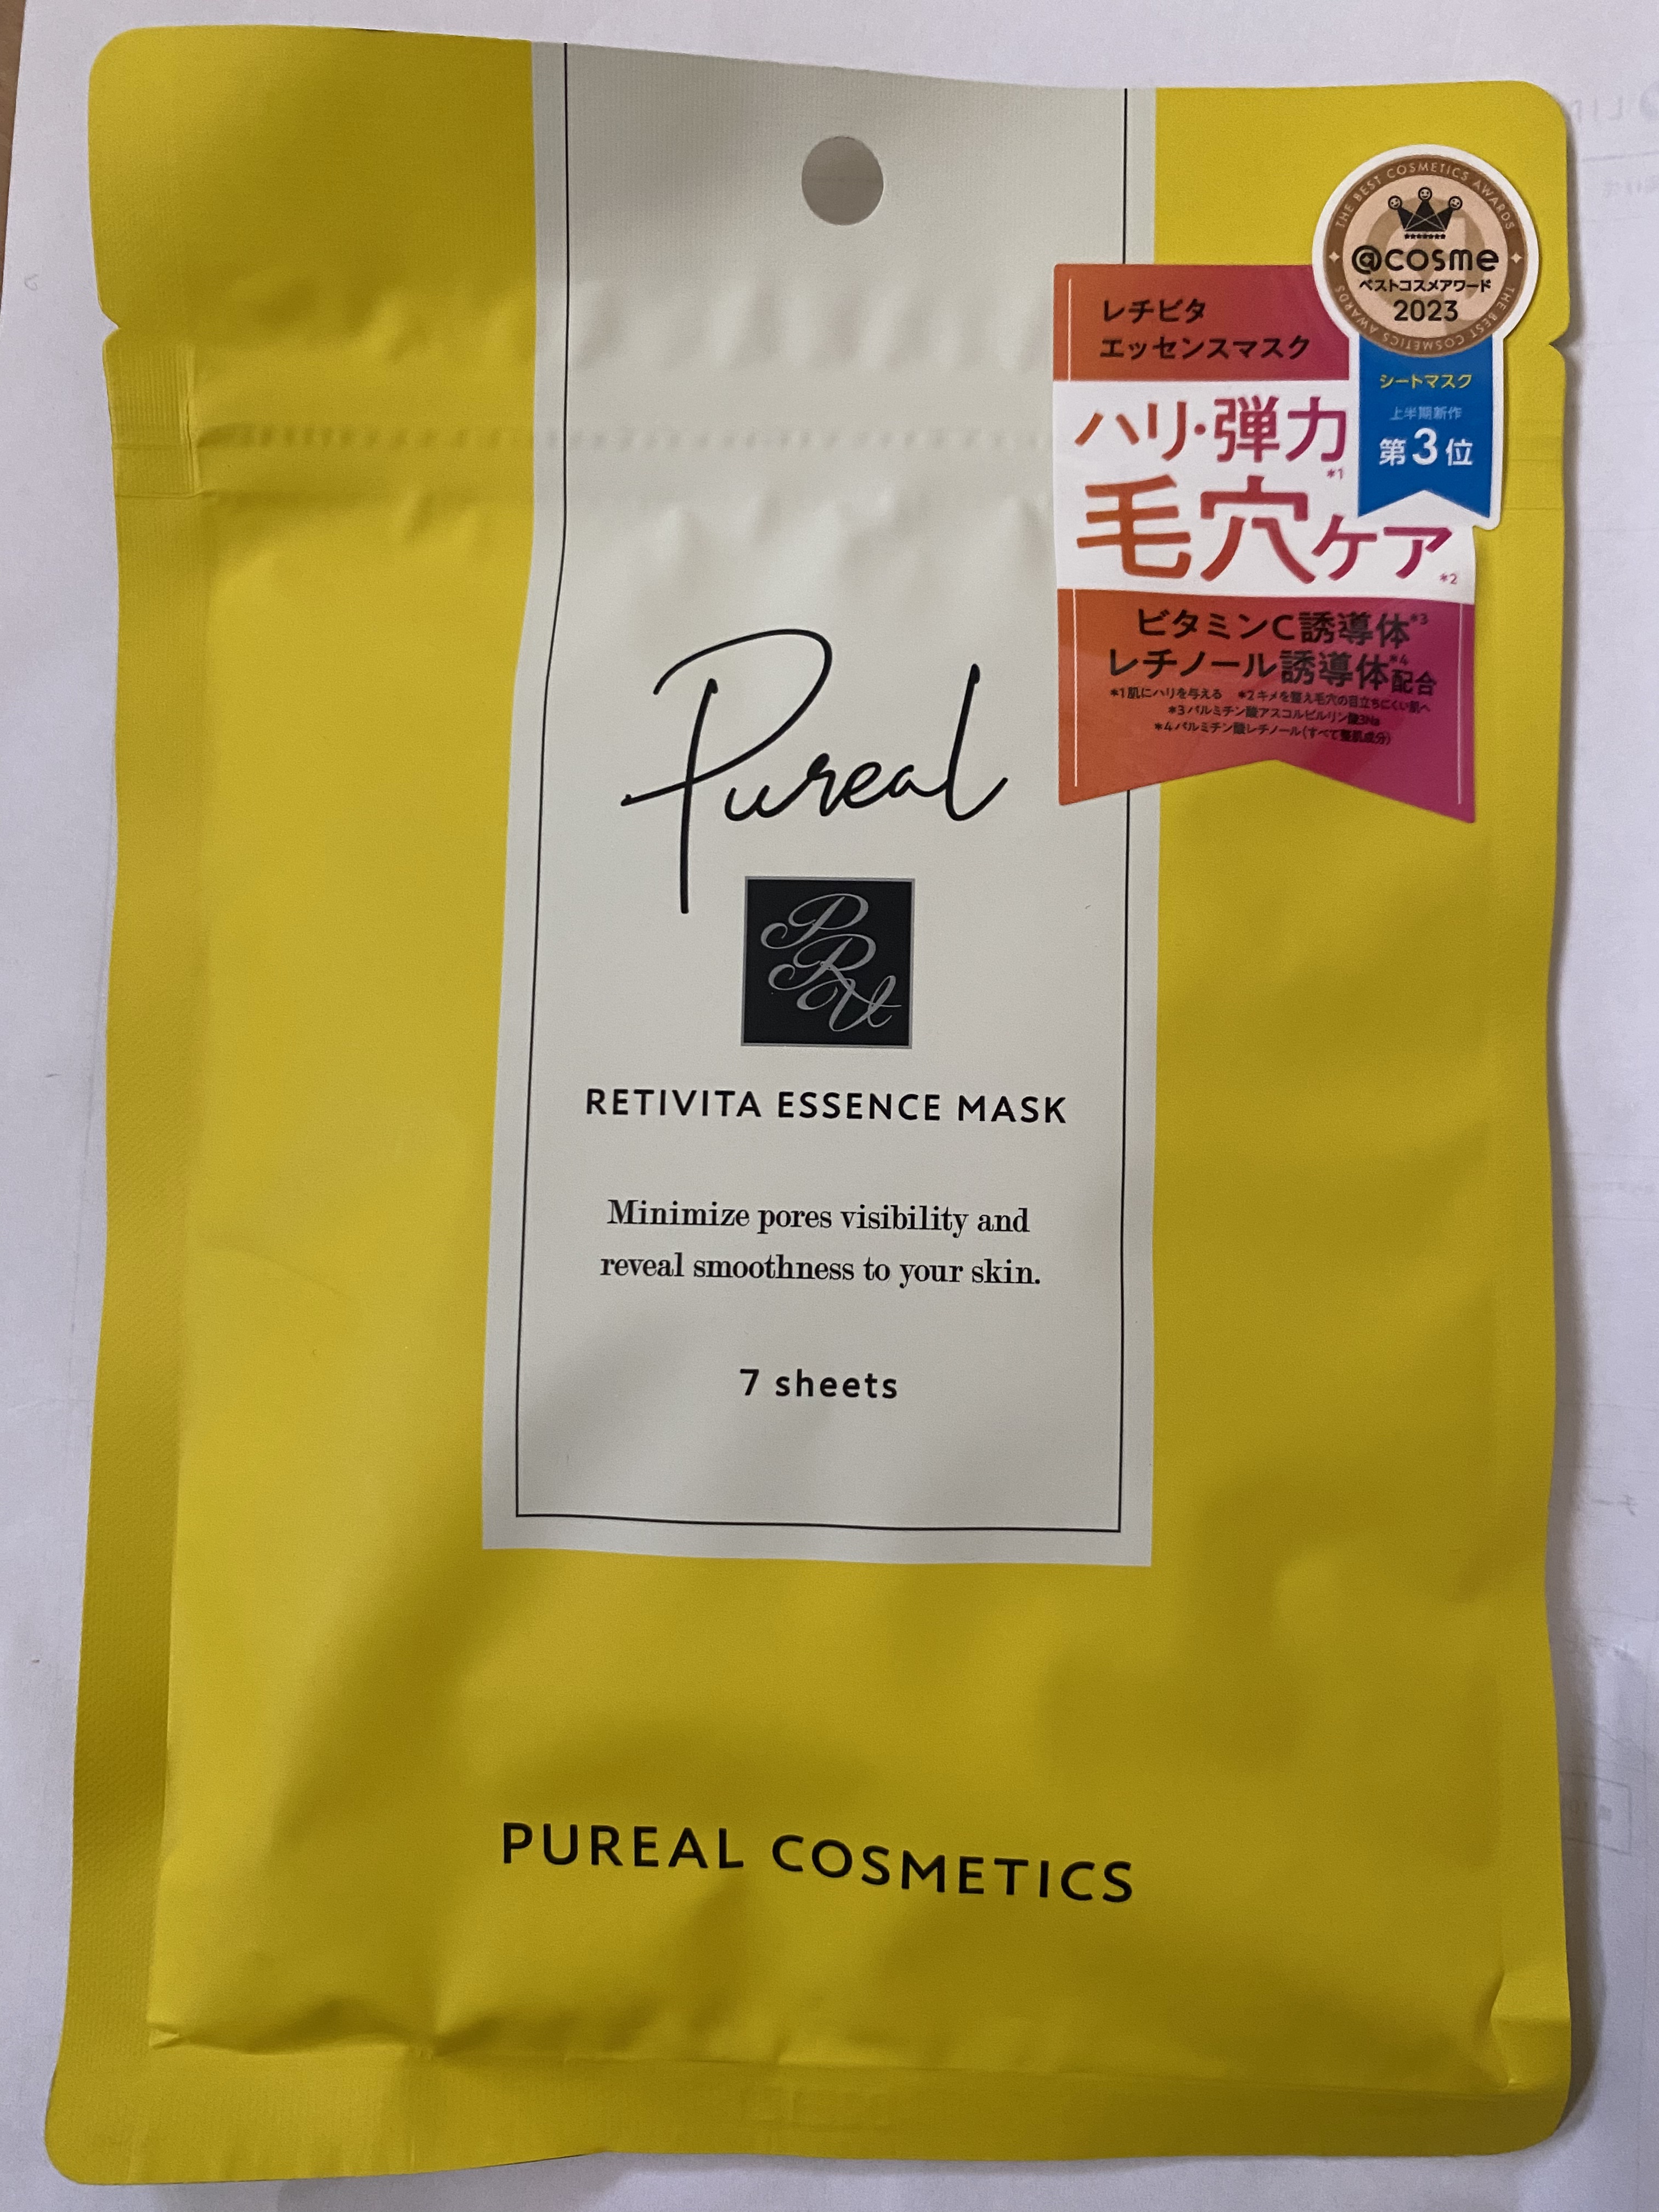 THE BEST COSMETICS AWARDS
@cosme
ベストコスメアワード
2023
THE BEST COSMETICS AWARDS
シートマスク
上半期新作
第3位
レチビタ
エッセンスマスク
ハリ・弾力*1
毛穴ケア*2
ビタミンC誘導体*3
レチノール誘導体*4配合
*1肌にハリを与える *2キメを整え毛穴の目立ちにくい肌へ
*3パルミチン酸アスコルビルリン酸3Na
*4パルミチン酸レチノール(すべて整肌成分)
Pureal
PRV
RETIVITA ESSENCE MASK
Minimize pores visibility and
reveal smoothness to your skin.
7 sheets
PUREAL COSMETICS